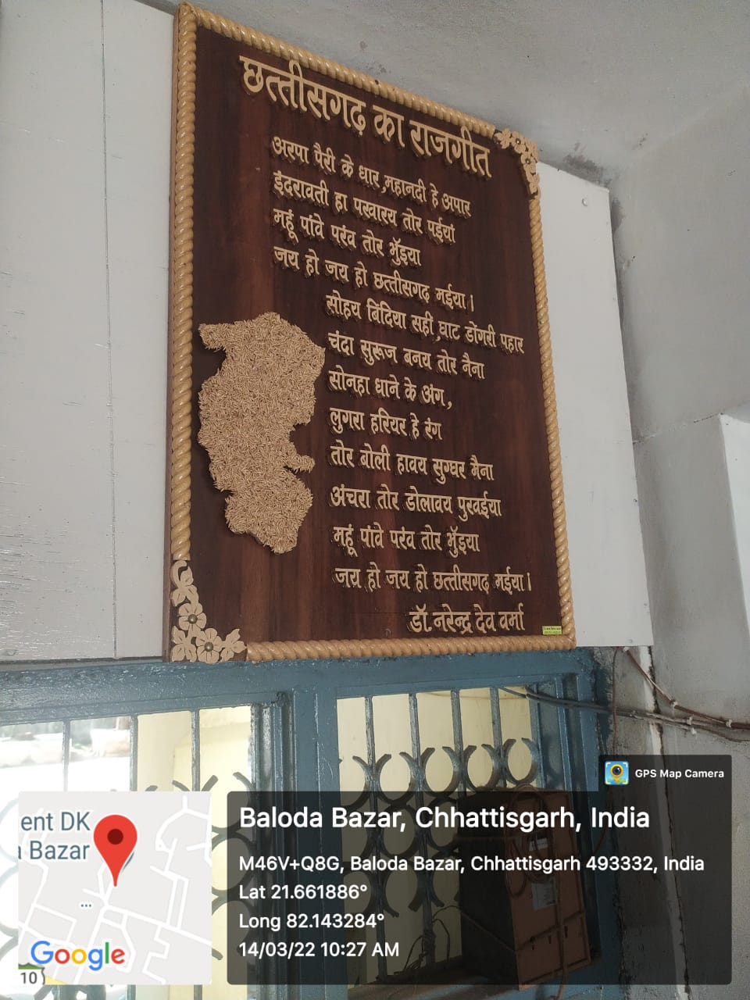 छत्तीसगढ़ का राजगीत
अरपा पैरी के धार,महानदी हे अपार
इंदरावती हा पखारय तोर पईयां
महूं पांवे परंव तोर भुँइया
जय हो जय हो छत्तीसगढ़ मईया।
सोहय बिंदिया सही,घाट डोंगरी पहार
चंदा सुरूज बनय तोर नैना
सोनहा धाने के अंग,
लुगरा हरियर हे रंग
तोर बोली हावय सुग्घर मैना
अंचरा तोर डोलावय पुरवईया
महूं पांवे परंव तोर भुँइया
जय हो जय हो छत्तीसगढ़ मईया।
डॉ. नरेन्द्र देव वर्मा
GPS Map Camera
ent DK
Bazar
Google
10
Baloda Bazar, Chhattisgarh, India
M46V+Q8G, Baloda Bazar, Chhattisgarh 493332, India
Lat 21.661886°
Long 82.143284°
14/03/22 10:27 AM